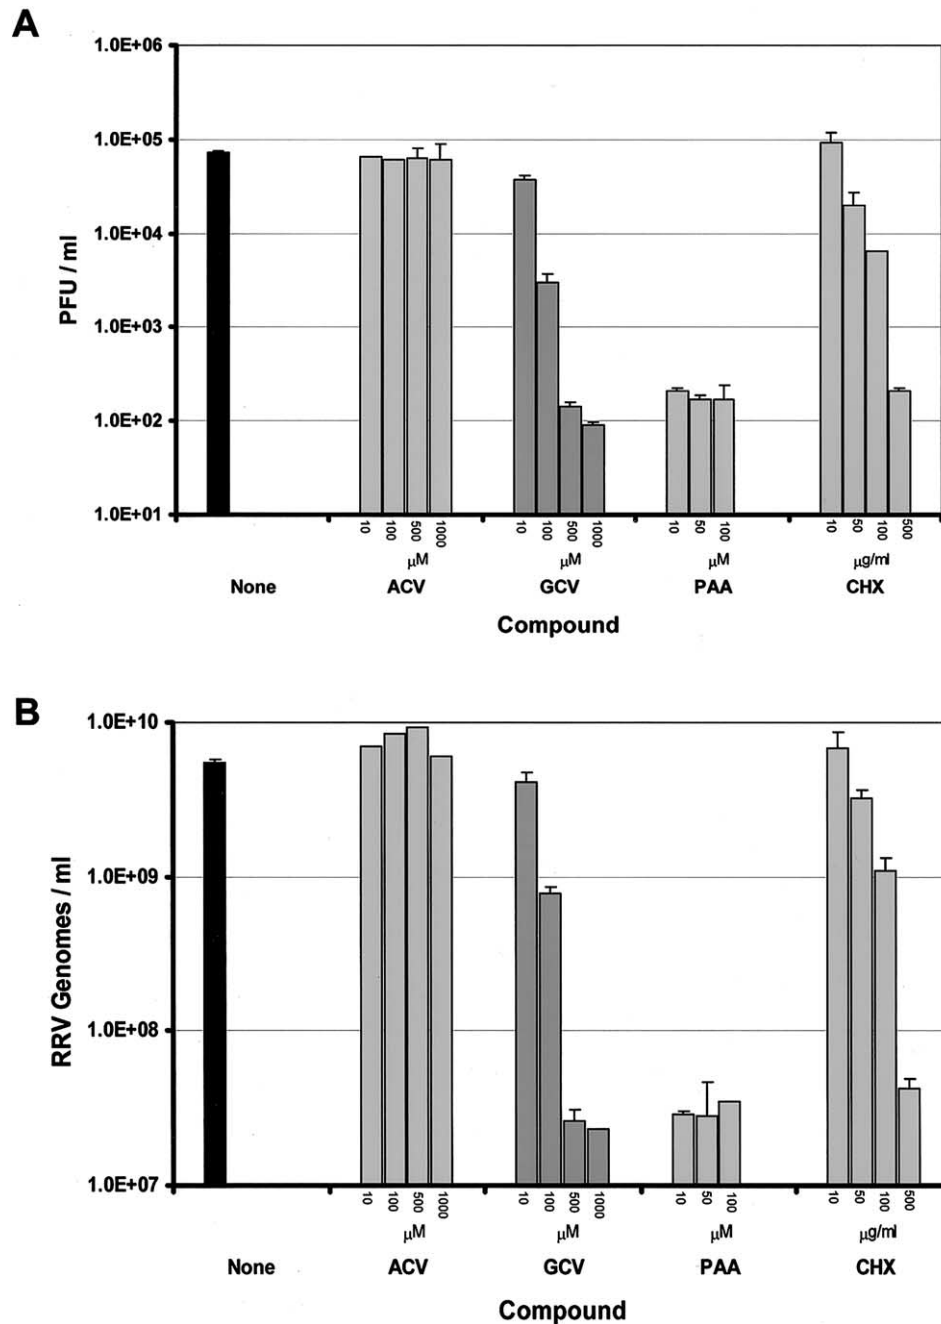 A
1.0E+06
1.0E+05
1.0E+04
1.0E+03
1.0E+02
1.0E+01
PFU / ml
10 100 500 1000 10 100 500 1000 10 50 100 10 50 100 500
μM μM μM μg/ml
None ACV GCV PAA CHX
Compound
B
1.0E+10
1.0E+09
1.0E+08
1.0E+07
RRV Genomes / ml
10 100 500 1000 10 100 500 1000 10 50 100 10 50 100 500
μM μM μM μg/ml
None ACV GCV PAA CHX
Compound